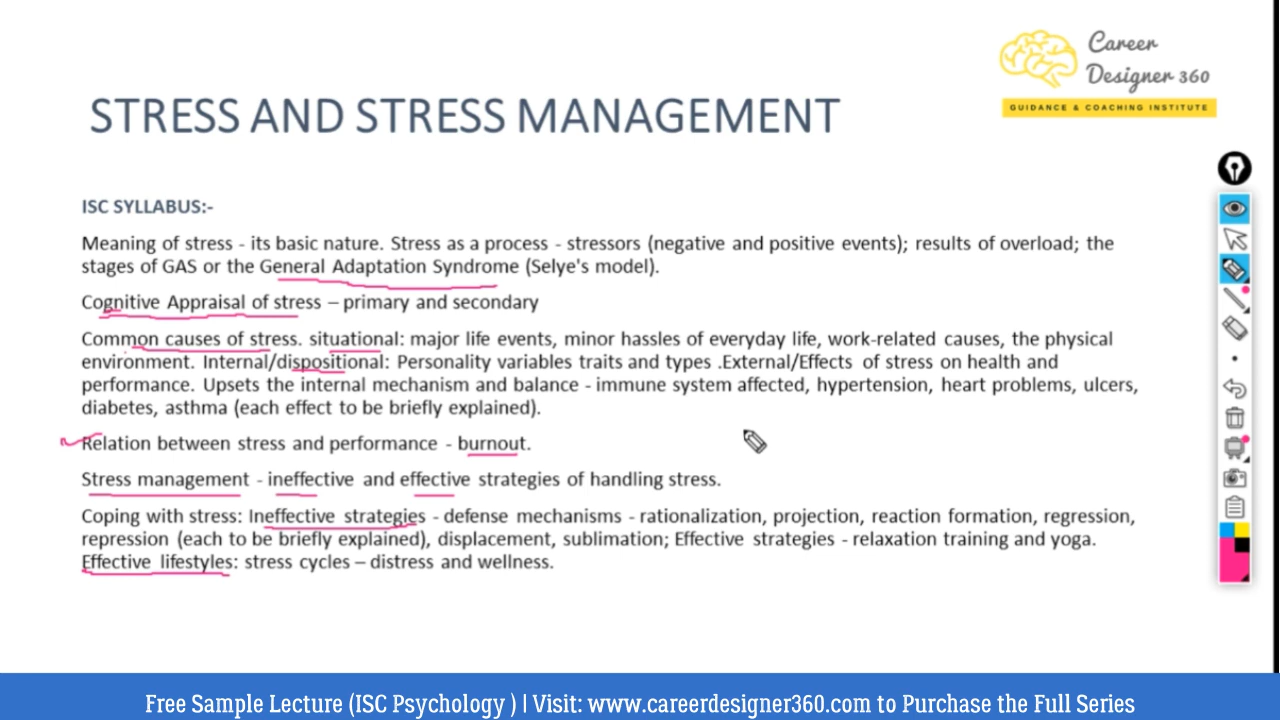 Career
Designer 360
GUIDANCE & COACHING INSTITUTE
STRESS AND STRESS MANAGEMENT
ISC SYLLABUS:-
Meaning of stress - its basic nature. Stress as a process - stressors (negative and positive events); results of overload; the
stages of GAS or the General Adaptation Syndrome (Selye's model).
Cognitive Appraisal of stress – primary and secondary
Common causes of stress. situational: major life events, minor hassles of everyday life, work-related causes, the physical
environment. Internal/dispositional: Personality variables traits and types .External/Effects of stress on health and
performance. Upsets the internal mechanism and balance - immune system affected, hypertension, heart problems, ulcers,
diabetes, asthma (each effect to be briefly explained).
Relation between stress and performance - burnout.
Stress management - ineffective and effective strategies of handling stress.
Coping with stress: Ineffective strategies - defense mechanisms - rationalization, projection, reaction formation, regression,
repression (each to be briefly explained), displacement, sublimation; Effective strategies - relaxation training and yoga.
Effective lifestyles: stress cycles – distress and wellness.
Free Sample Lecture (ISC Psychology ) | Visit: www.careerdesigner360.com to Purchase the Full Series